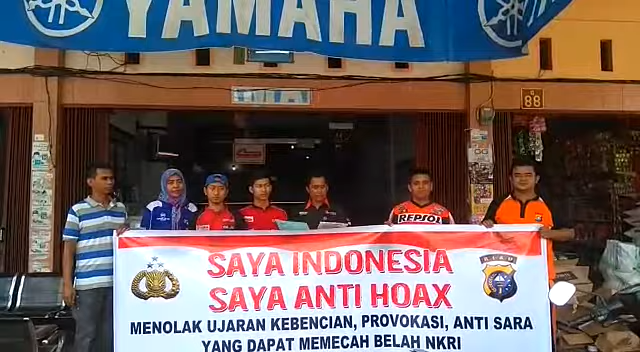 YAMAHA
88
REPSOL
RIAU
SAYA INDONESIA
SAYA ANTI HOAX
MENOLAK UJARAN KEBENCIAN, PROVOKASI, ANTI SARA
YANG DAPAT MEMECAH BELAH NKRI